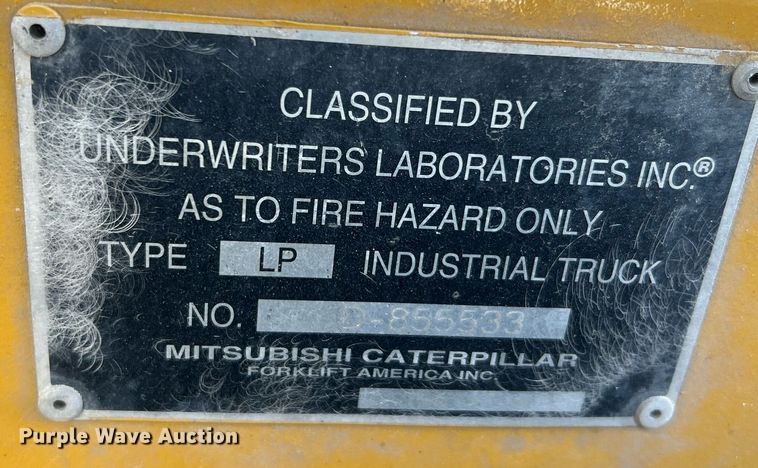 CLASSIFIED BY
UNDERWRITERS LABORATORIES INC.®
AS TO FIRE HAZARD ONLY
TYPE LP INDUSTRIAL TRUCK
NO. D-855533
MITSUBISHI CATERPILLAR
FORKLIFT AMERICA INC.
Purple Wave Auction